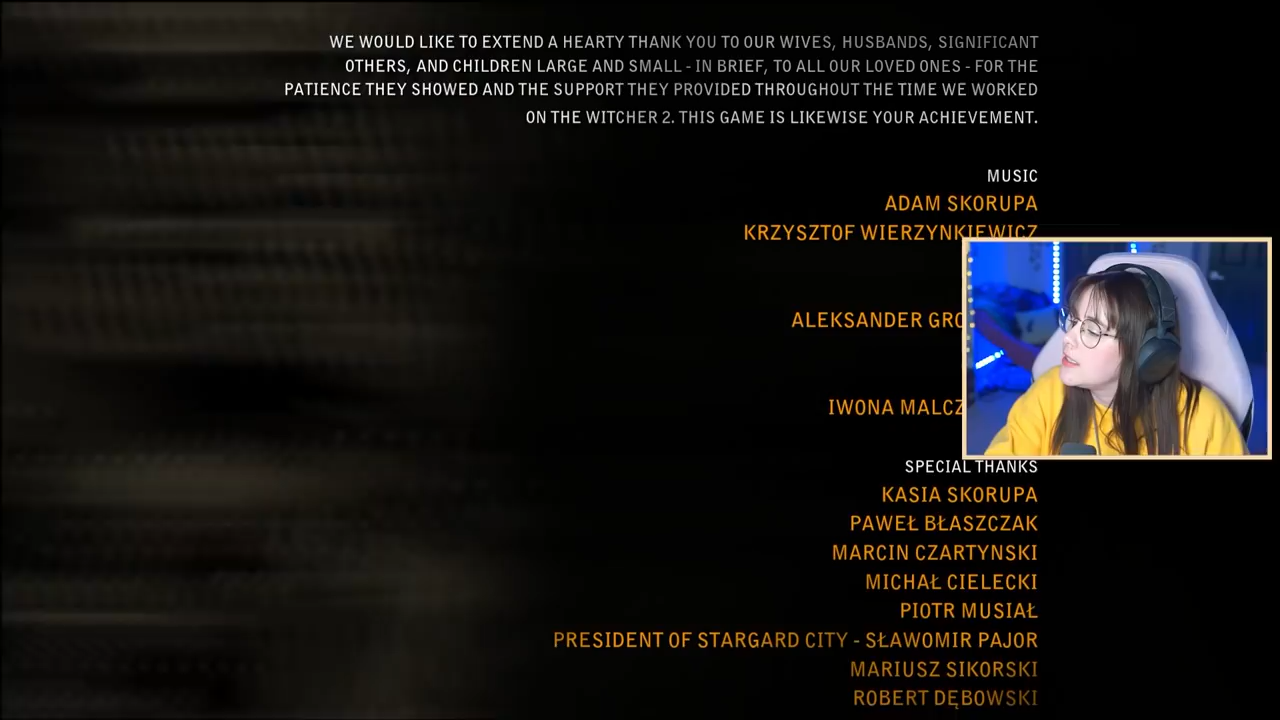 WE WOULD LIKE TO EXTEND A HEARTY THANK YOU TO OUR WIVES, HUSBANDS, SIGNIFICANT
OTHERS, AND CHILDREN LARGE AND SMALL - IN BRIEF, TO ALL OUR LOVED ONES - FOR THE
PATIENCE THEY SHOWED AND THE SUPPORT THEY PROVIDED THROUGHOUT THE TIME WE WORKED
ON THE WITCHER 2. THIS GAME IS LIKEWISE YOUR ACHIEVEMENT.
MUSIC
ADAM SKORUPA
KRZYSZTOF WIERZYNKIEWICZ
ALEKSANDER
IWONA
SPECIAL THANKS
KASIA SKORUPA
PAWEŁ BŁASZCZAK
MARCIN CZARTYNSKI
MICHAŁ CIELECKI
PIOTR MUSIAŁ
PRESIDENT OF STARGARD CITY - SŁAWOMIR PAJOR
MARIUSZ SIKORSKI
ROBERT DĘBOWSKI